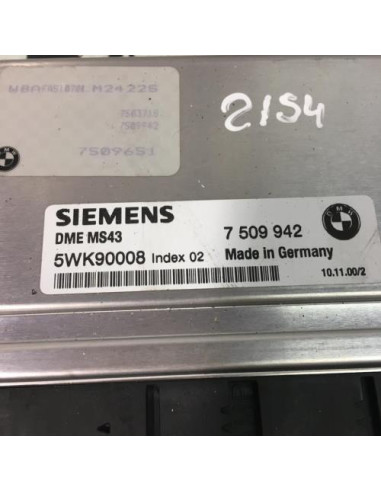 2154
7509651
SIEMENS
DME MS43
7 509 942
5WK90008 Index 02
Made in Germany
10.11.00/2